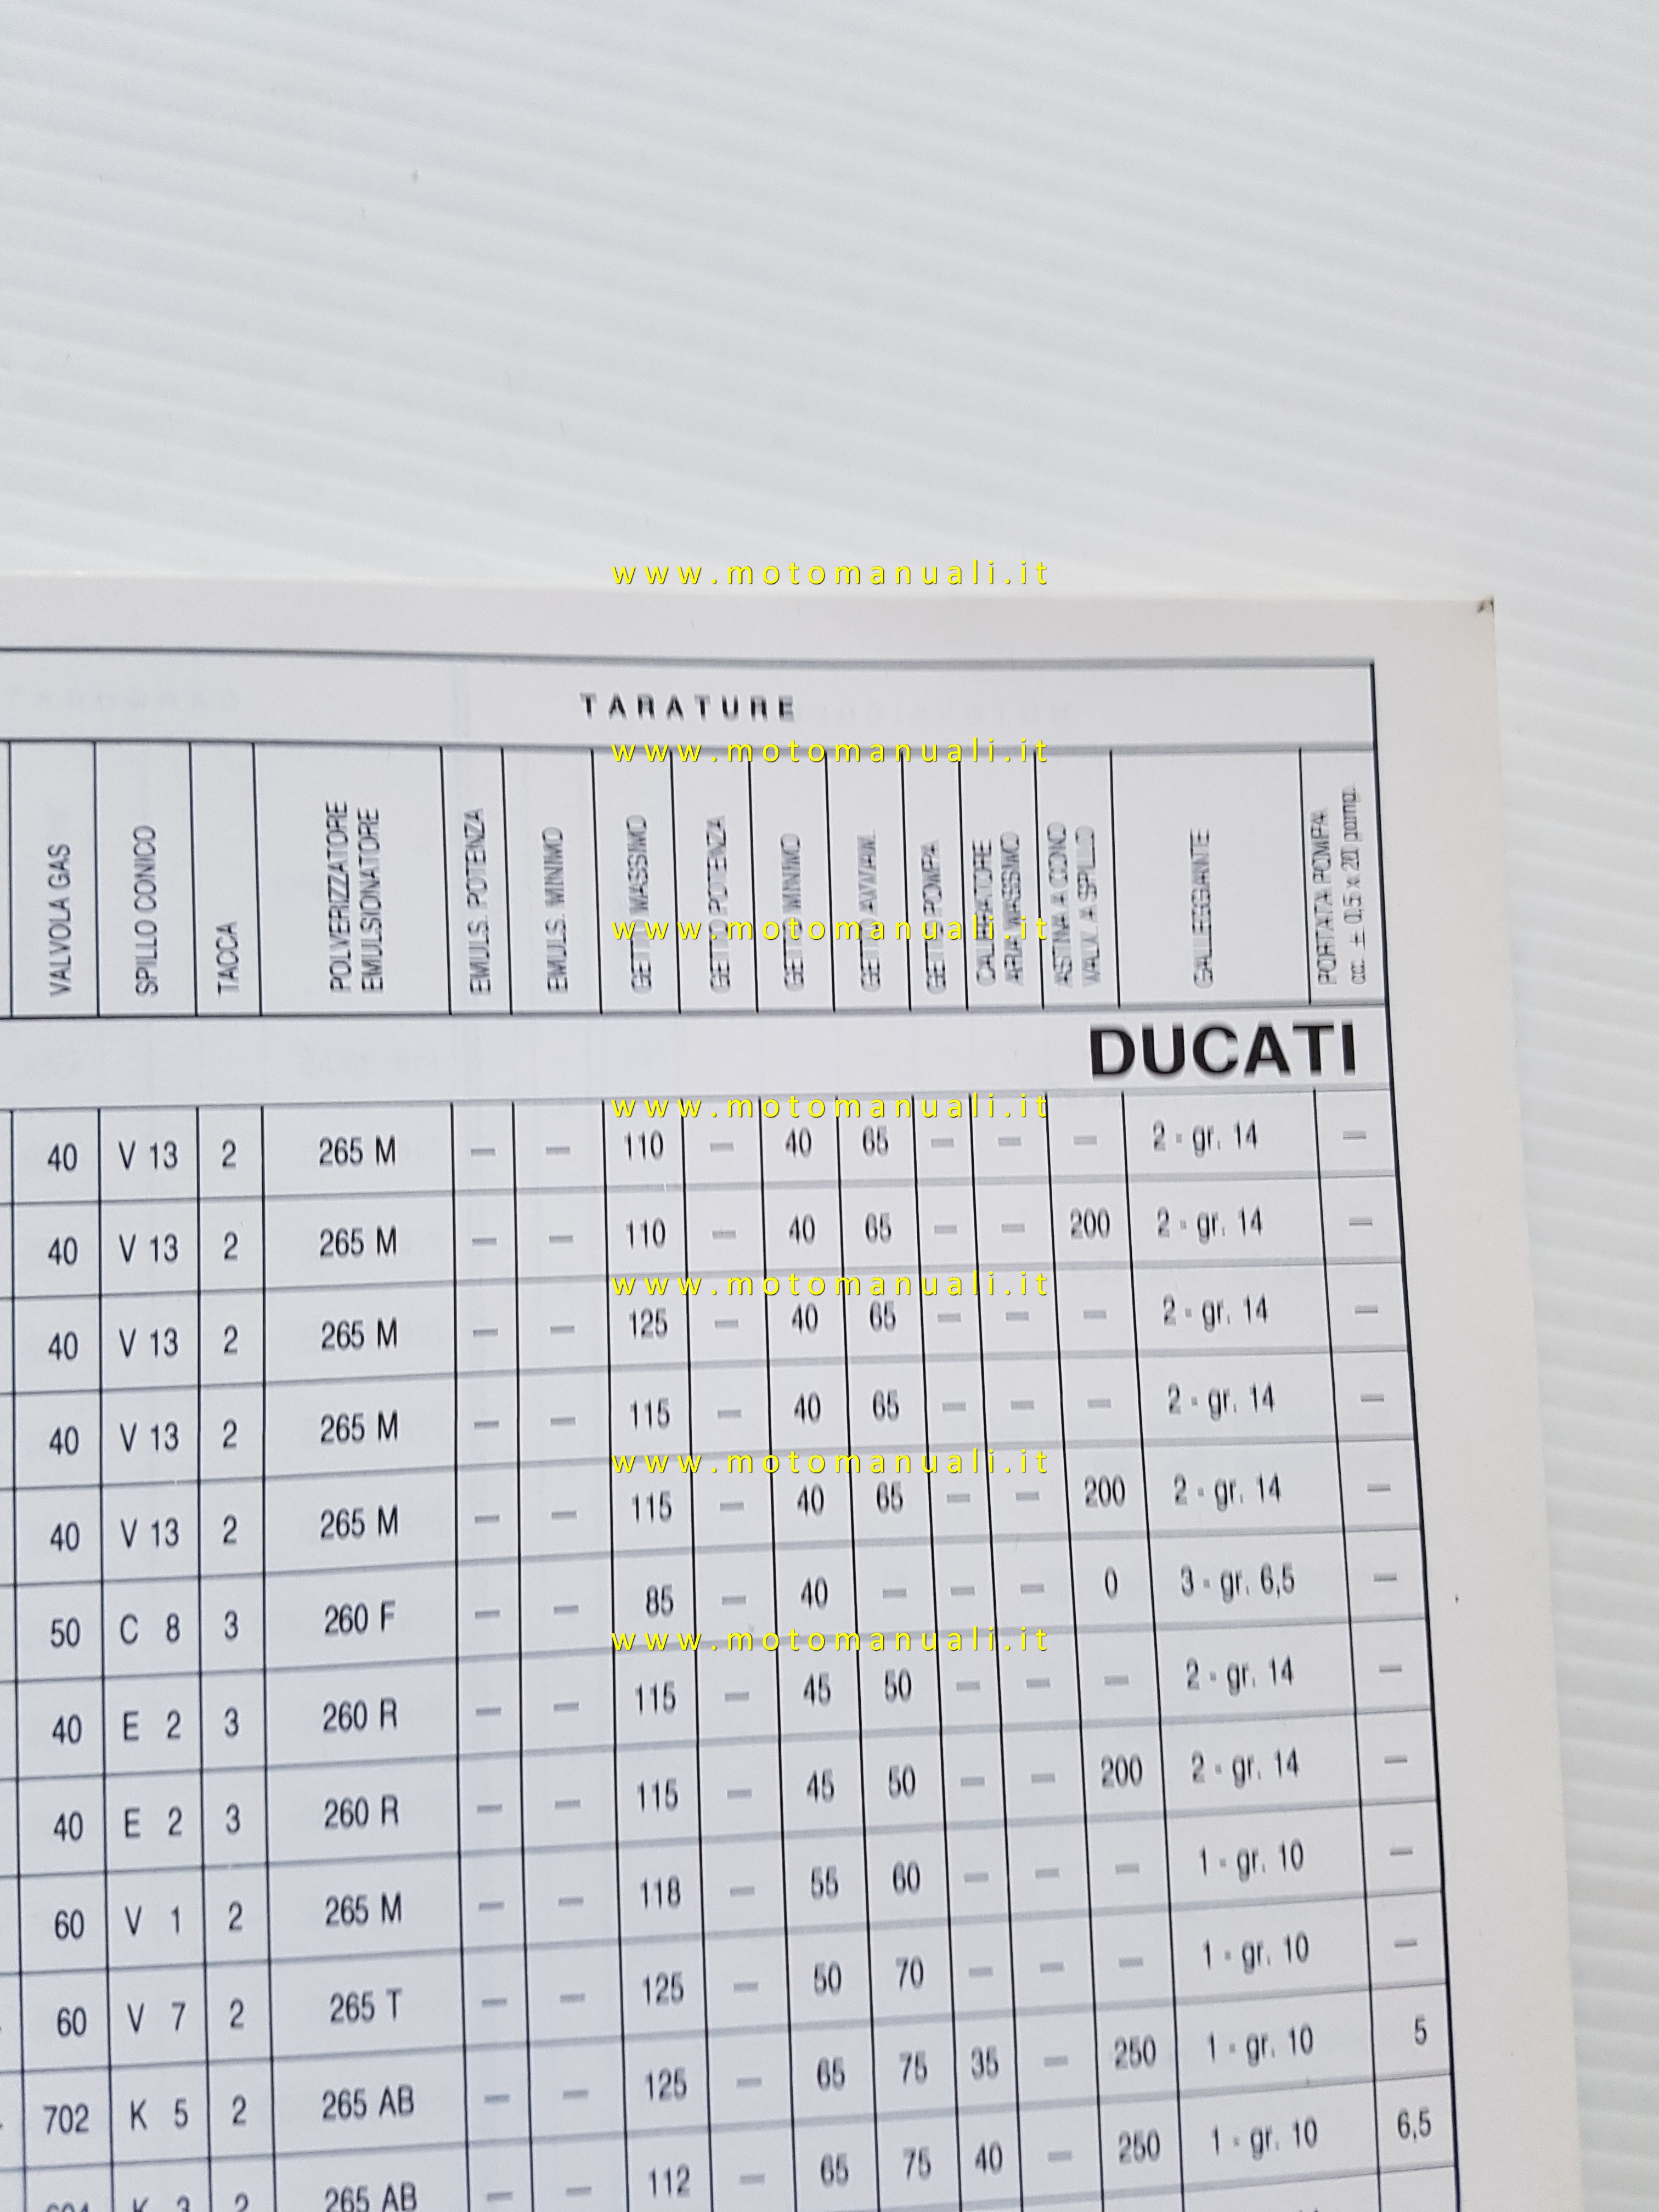 www.motomanuali.it
TARATURE
www.motomanuali.it
VALVOLA GAS
SPILLO CONICO
TACCA
POLVERIZZATORE
EMULSIONATORE
EMULS. POTENZA
EMULS. MINIMO
GETTO MASSIMO
GETTO POTENZA
GETTO MINIMO
GETTO AVVIAM.
GETTO POMPA
CALIBRATORE
ARIA MASSIMO
ASTINA A CONO
VALV. A SPILLO
GALLEGGIANTE
PORTATA POMPA
cc. ± 0,5 x 20 pomp.
www.motomanuali.it
DUCATI
www.motomanuali.it
40 V 13 2 265 M — — 110 — 40 65 — — — 2 - gr. 14 —
40 V 13 2 265 M — — 110 — 40 65 — — 200 2 - gr. 14 —
www.motomanuali.it
40 V 13 2 265 M — — 125 — 40 65 — — — 2 - gr. 14 —
40 V 13 2 265 M — — 115 — 40 65 — — — 2 - gr. 14 —
www.motomanuali.it
40 V 13 2 265 M — — 115 — 40 65 — — 200 2 - gr. 14 —
50 C 8 3 260 F — — 85 — 40 — — — 0 3 - gr. 6,5 —
www.motomanuali.it
40 E 2 3 260 R — — 115 — 45 50 — — — 2 - gr. 14 —
40 E 2 3 260 R — — 115 — 45 50 — — 200 2 - gr. 14 —
60 V 1 2 265 M — — 118 — 55 60 — — — 1 - gr. 10 —
60 V 7 2 265 T — — 125 — 50 70 — — — 1 - gr. 10 —
702 K 5 2 265 AB — — 125 — 65 75 35 — 250 1 - gr. 10 5
K 3 2 265 AB — — 112 — 65 75 40 — 250 1 - gr. 10 6,5